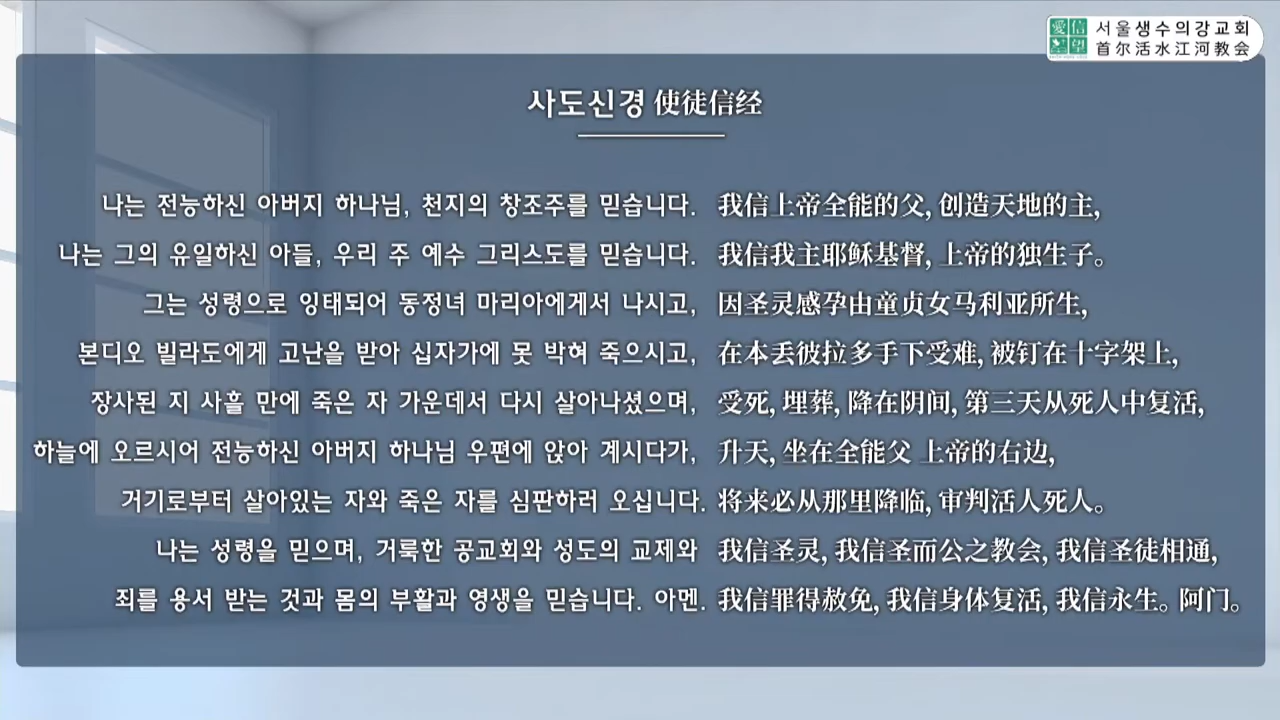 愛信
望
서울생수의강교회
首尔活水江河教会
사도신경 使徒信经
나는 전능하신 아버지 하나님, 천지의 창조주를 믿습니다. 我信上帝全能的父, 创造天地的主,
나는 그의 유일하신 아들, 우리 주 예수 그리스도를 믿습니다. 我信我主耶稣基督, 上帝的独生子。
그는 성령으로 잉태되어 동정녀 마리아에게서 나시고, 因圣灵感孕由童贞女马利亚所生,
본디오 빌라도에게 고난을 받아 십자가에 못 박혀 죽으시고, 在本丢彼拉多手下受难, 被钉在十字架上,
장사된 지 사흘 만에 죽은 자 가운데서 다시 살아나셨으며, 受死, 埋葬, 降在阴间, 第三天从死人中复活,
하늘에 오르시어 전능하신 아버지 하나님 우편에 앉아 계시다가, 升天, 坐在全能父 上帝的右边,
거기로부터 살아있는 자와 죽은 자를 심판하러 오십니다. 将来必从那里降临, 审判活人死人。
나는 성령을 믿으며, 거룩한 공교회와 성도의 교제와 我信圣灵, 我信圣而公之教会, 我信圣徒相通,
죄를 용서 받는 것과 몸의 부활과 영생을 믿습니다. 아멘. 我信罪得赦免, 我信身体复活, 我信永生。阿门。